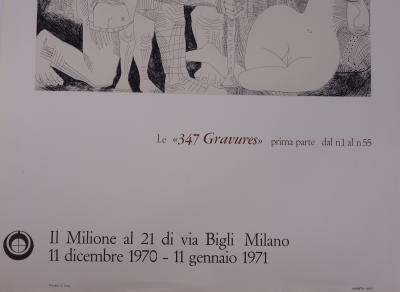 Le «347 Gravures» prima parte dal n.1 al n.55
Il Milione al 21 di via Bigli Milano
11 dicembre 1970 - 11 gennaio 1971